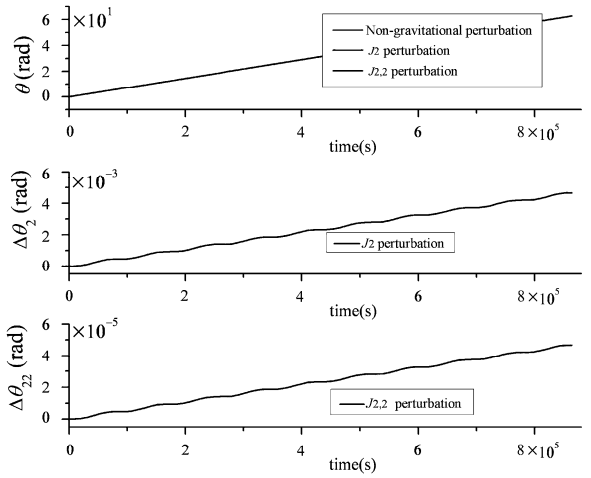 ×10¹
6
4
2
0
θ (rad)
Non-gravitational perturbation
J2 perturbation
J2,2 perturbation
0 2 4 6 8×10⁵
time(s)
×10⁻³
6
4
2
0
Δθ₂ (rad)
J2 perturbation
0 2 4 6 8×10⁵
time(s)
×10⁻⁵
6
4
2
0
Δθ₂₂ (rad)
J2,2 perturbation
0 2 4 6 8×10⁵
time(s)